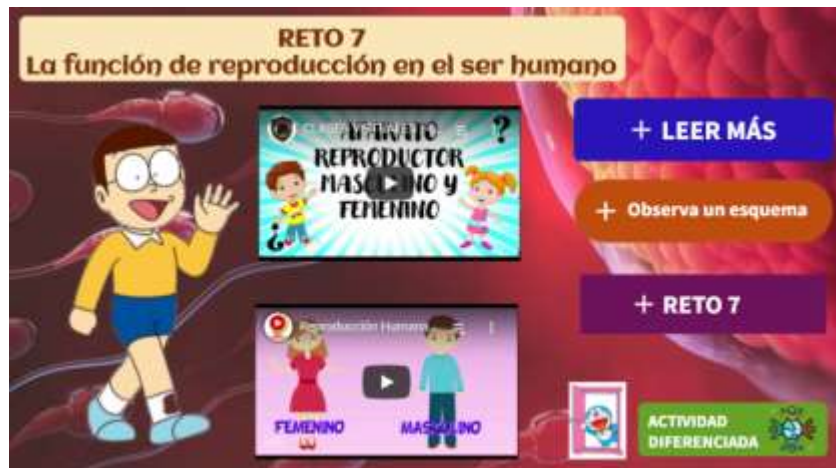 RETO 7
La función de reproducción en el ser humano
APARATO
REPRODUCTOR
MASCULINO Y
FEMENINO
+ LEER MÁS
+ Observa un esquema
+ RETO 7
Reproducción Humana
FEMENINO
MASCULINO
ACTIVIDAD
DIFERENCIADA